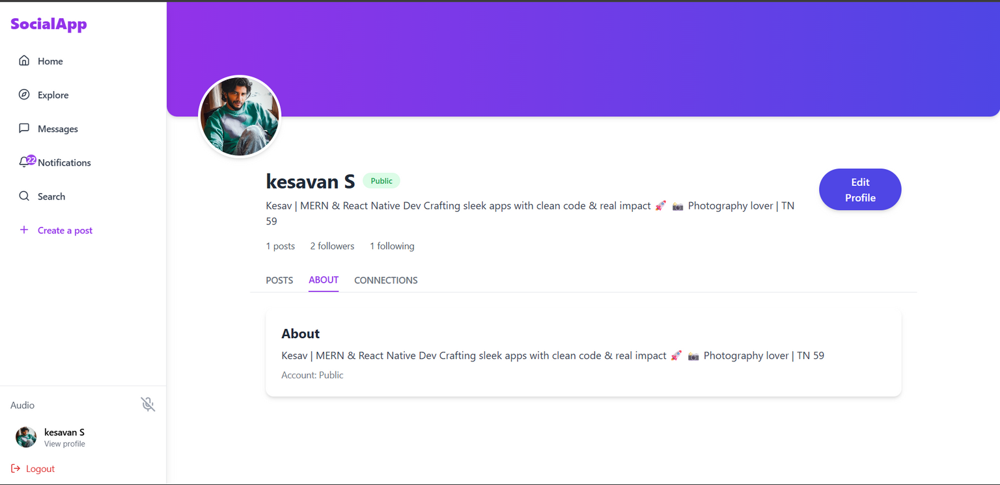 SocialApp
Home
Explore
Messages
22
Notifications
Search
Create a post
Audio
kesavan S
View profile
Logout
kesavan S
Public
Edit
Profile
Kesav | MERN & React Native Dev Crafting sleek apps with clean code & real impact 🚀 📸 Photography lover | TN
59
1 posts 2 followers 1 following
POSTS ABOUT CONNECTIONS
About
Kesav | MERN & React Native Dev Crafting sleek apps with clean code & real impact 🚀 📸 Photography lover | TN 59
Account: Public